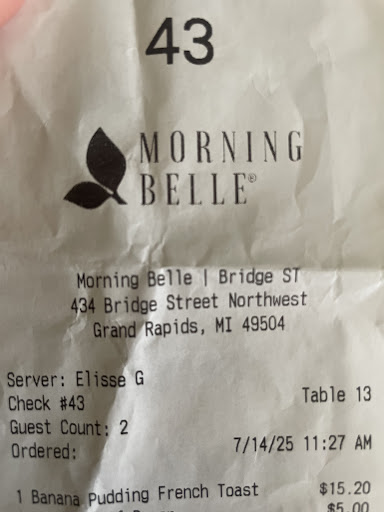 43
MORNING
BELLE®
Morning Belle | Bridge ST
434 Bridge Street Northwest
Grand Rapids, MI 49504
Server: Elisse G
Check #43 Table 13
Guest Count: 2
Ordered: 7/14/25 11:27 AM
1 Banana Pudding French Toast $15.20
$5.00